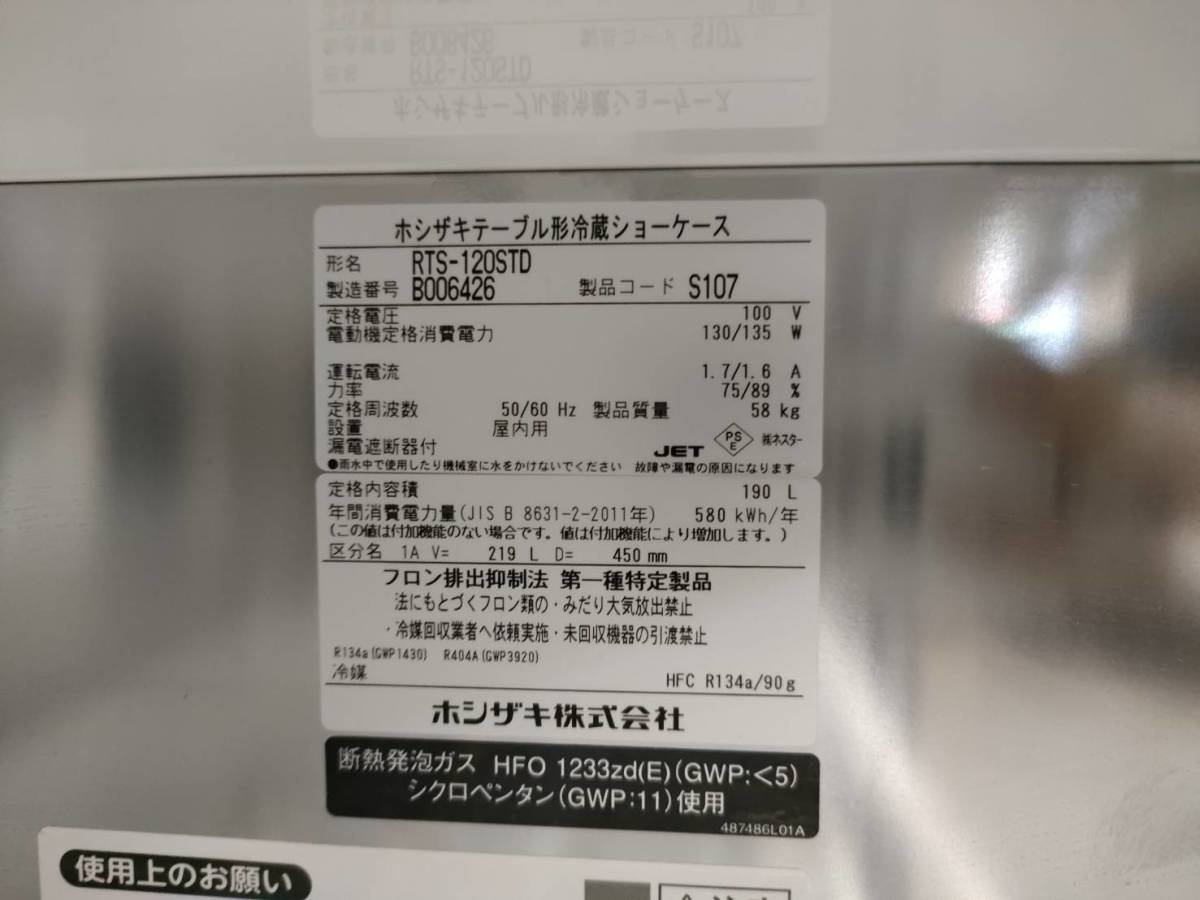 ホシザキテーブル形冷蔵ショーケース
形名 RTS-120STD
製造番号 B006426 製品コード S107
定格電圧 100 V
電動機定格消費電力 130/135 W
運転電流 1.7/1.6 A
力率 75/89 %
定格周波数 50/60 Hz 製品質量 58 kg
設置 屋内用
漏電遮断器付 JET PS E ㈱ネスター
●雨水中で使用したり機械室に水をかけないでください 故障や漏電の原因になります
定格内容積 190 L
年間消費電力量(JIS B 8631-2-2011年) 580 kWh/年
(この値は付加機能のない場合です。値は付加機能により増加します。)
区分名 1A V= 219 L D= 450 mm
フロン排出抑制法 第一種特定製品
法にもとづくフロン類の・みだり大気放出禁止
・冷媒回収業者へ依頼実施・未回収機器の引渡禁止
R134a(GWP1430) R404A(GWP3920)
冷媒 HFC R134a/90g
ホシザキ株式会社
断熱発泡ガス HFO 1233zd(E)(GWP:<5)
シクロペンタン(GWP:11)使用
487486L01A
使用上のお願い